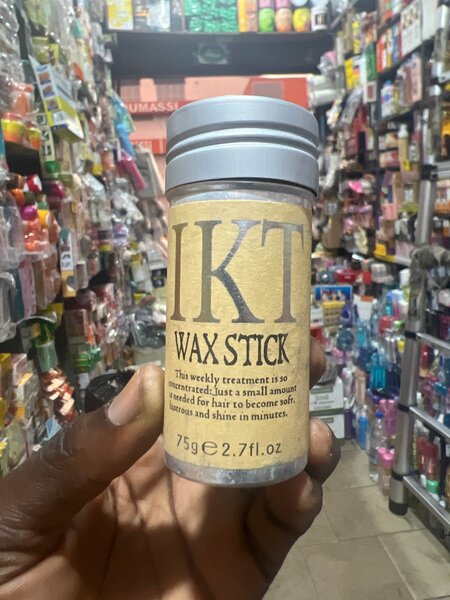 UMASSI
IKT
WAX STICK
This weekly treatment is so
concentrated: Just a small amount
is needed for hair to become soft,
lustrous and shine in minutes.
75g℮2.7fl.oz